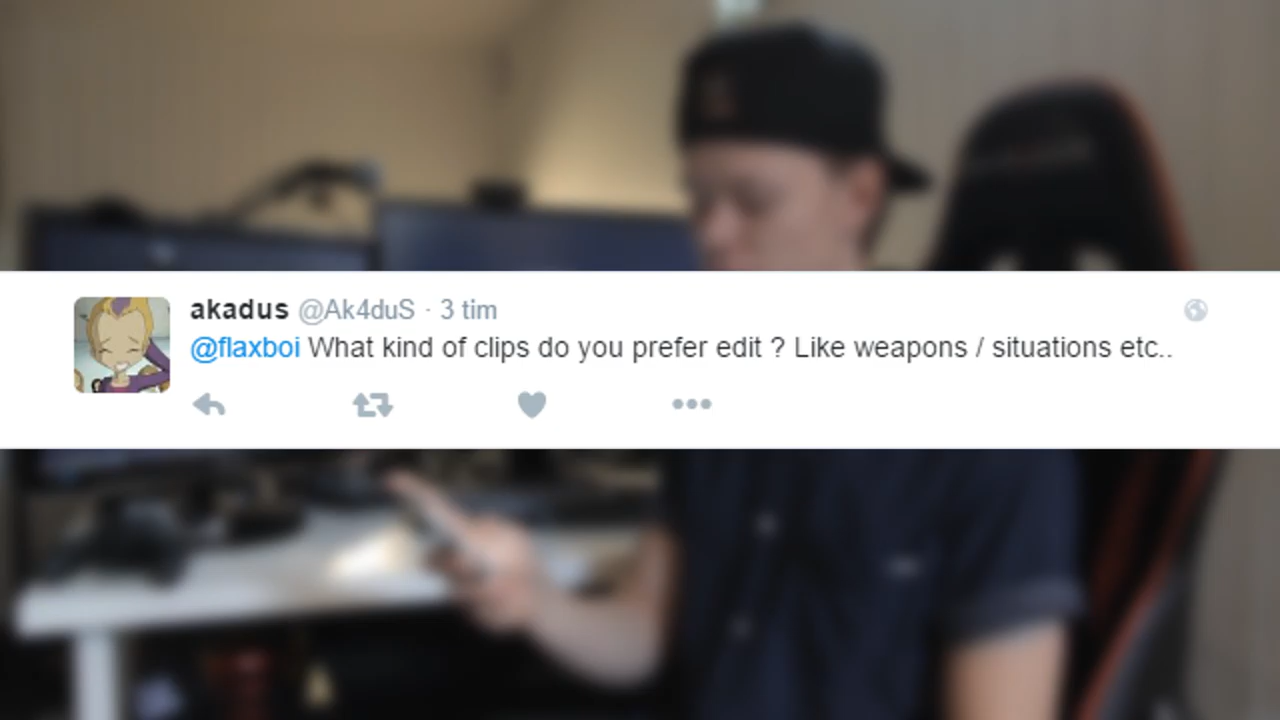 akadus @Ak4duS · 3 tim
@flaxboi What kind of clips do you prefer edit ? Like weapons / situations etc..